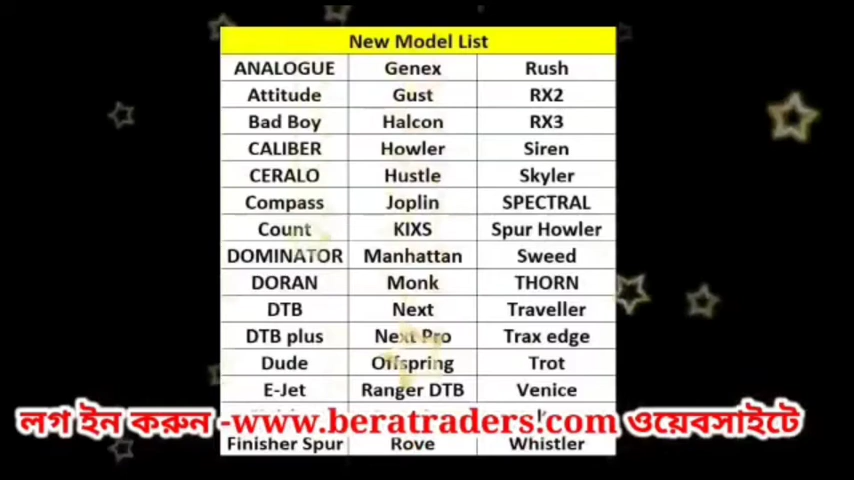 New Model List
ANALOGUE Genex Rush
Attitude Gust RX2
Bad Boy Halcon RX3
CALIBER Howler Siren
CERALO Hustle Skyler
Compass Joplin SPECTRAL
Count KIXS Spur Howler
DOMINATOR Manhattan Sweed
DORAN Monk THORN
DTB Next Traveller
DTB plus Next Pro Trax edge
Dude Offspring Trot
E-Jet Ranger DTB Venice
লগ ইন করুন -www.beratraders.com ওয়েবসাইটে
Finisher Spur Rove Whistler